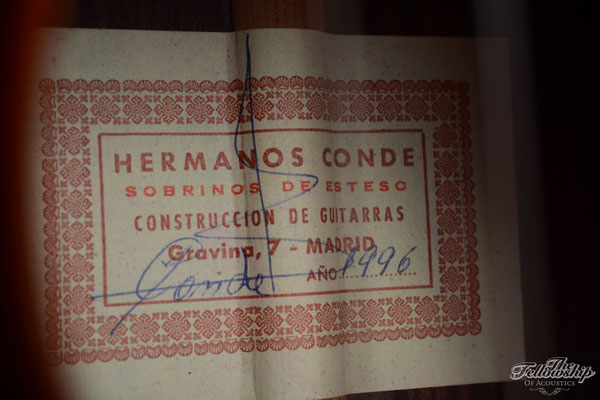 HERMANOS CONDE
SOBRINOS DE ESTESO
CONSTRUCCION DE GUITARRAS
Gravina, 7 - MADRID
Conde
AÑO 1996
The Fellowship
OF ACOUSTICS